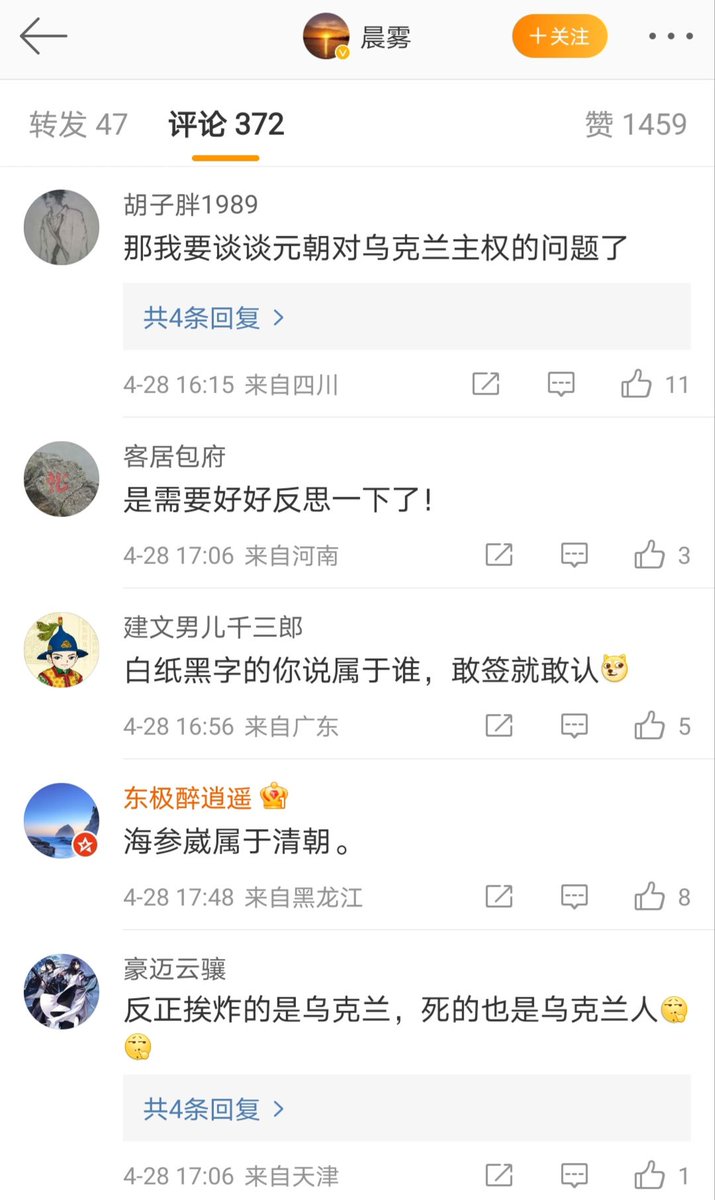 晨雾
+关注
转发 47
评论 372
赞 1459
胡子胖1989
那我要谈谈元朝对乌克兰主权的问题了
共4条回复 >
4-28 16:15 来自四川
11
客居包府
是需要好好反思一下了！
4-28 17:06 来自河南
3
建文男儿千三郎
白纸黑字的你说属于谁，敢签就敢认
4-28 16:56 来自广东
5
东极醉逍遥
海参崴属于清朝。
4-28 17:48 来自黑龙江
8
豪迈云骧
反正挨炸的是乌克兰，死的也是乌克兰人
共4条回复 >
4-28 17:06 来自天津
1